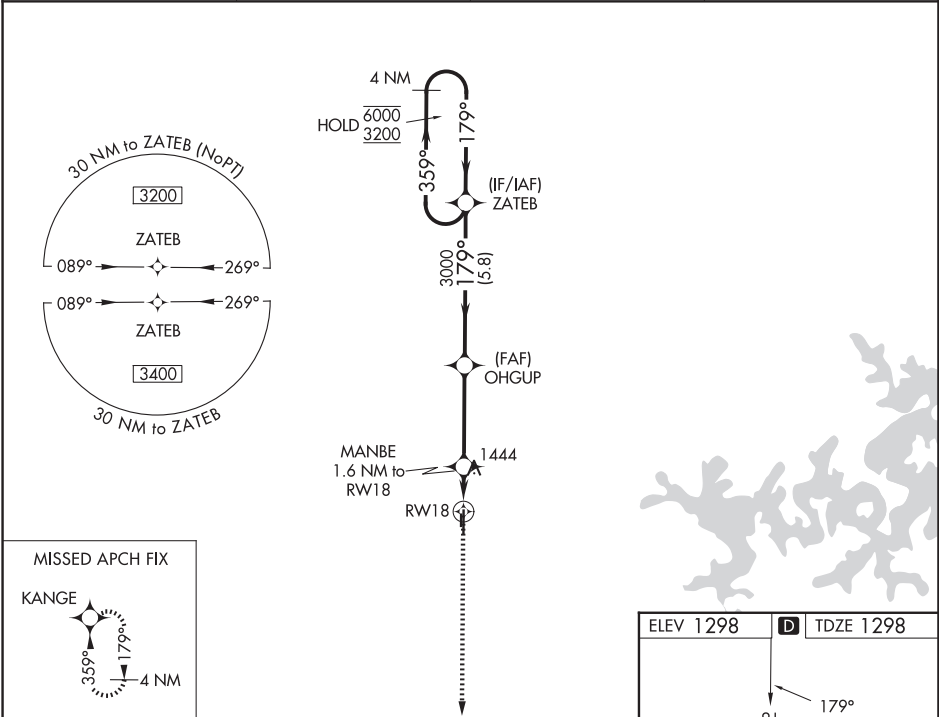 30 NM to ZATEB (NoPT)
3200
ZATEB
089°
269°
089°
269°
ZATEB
3400
30 NM to ZATEB
4 NM
HOLD 6000
3200
359°
179°
(IF/IAF)
ZATEB
3000
179°
(5.8)
(FAF)
OHGUP
MANBE
1.6 NM to
RW18
1444
RW18
MISSED APCH FIX
KANGE
359°
179°
4 NM
ELEV 1298
D
TDZE 1298
179°